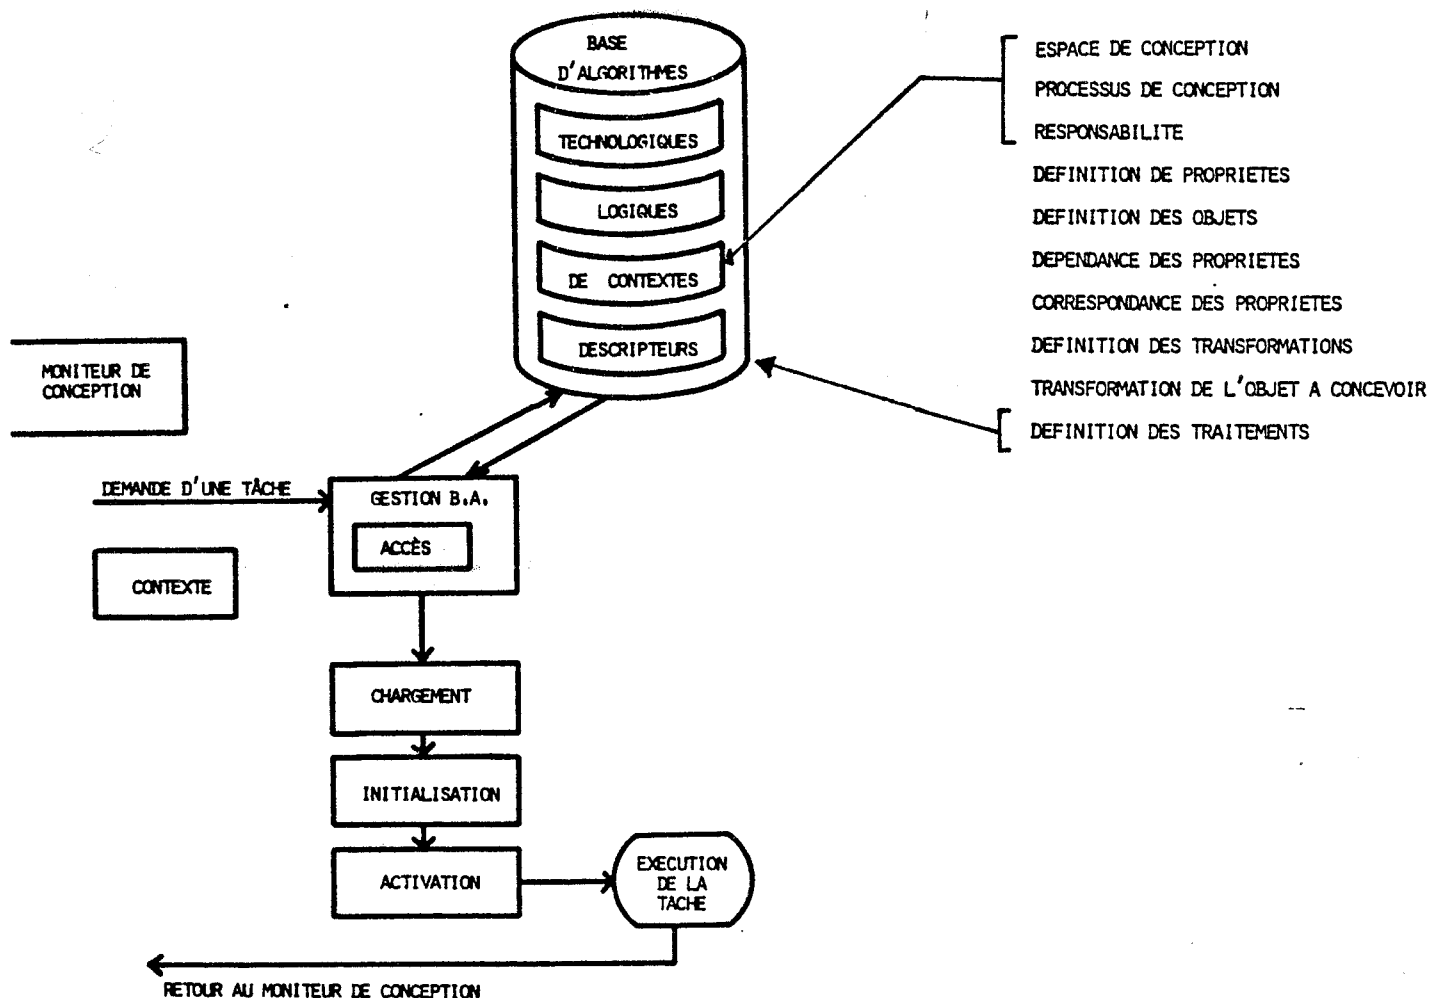 BASE
D'ALGORITHMES
TECHNOLOGIQUES
LOGIQUES
DE CONTEXTES
DESCRIPTEURS
ESPACE DE CONCEPTION
PROCESSUS DE CONCEPTION
RESPONSABILITE
DEFINITION DE PROPRIETES
DEFINITION DES OBJETS
DEPENDANCE DES PROPRIETES
CORRESPONDANCE DES PROPRIETES
DEFINITION DES TRANSFORMATIONS
TRANSFORMATION DE L'OBJET A CONCEVOIR
DEFINITION DES TRAITEMENTS
MONITEUR DE
CONCEPTION
DEMANDE D'UNE TÂCHE
GESTION B.A.
ACCÈS
CONTEXTE
CHARGEMENT
INITIALISATION
ACTIVATION
EXECUTION
DE LA
TACHE
RETOUR AU MONITEUR DE CONCEPTION